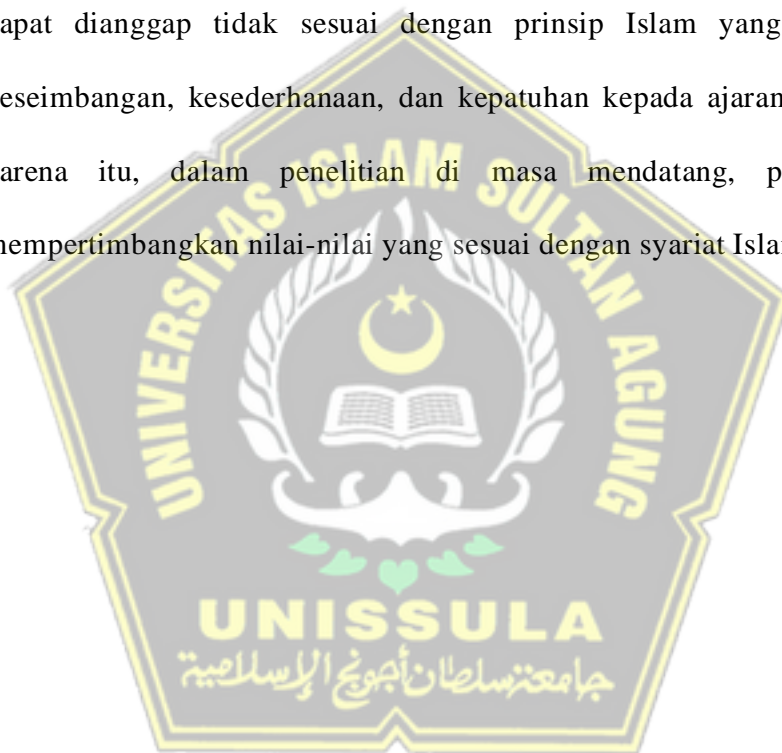 apat dianggap tidak sesuai dengan prinsip Islam yang
eseimbangan, kesederhanaan, dan kepatuhan kepada ajaran
arena itu, dalam penelitian di masa mendatang, p
mempertimbangkan nilai-nilai yang sesuai dengan syariat Isla
UNIVERSITAS ISLAM SULTAN AGUNG
UNISSULA
جامعة سلطان أجونج الإسلامية